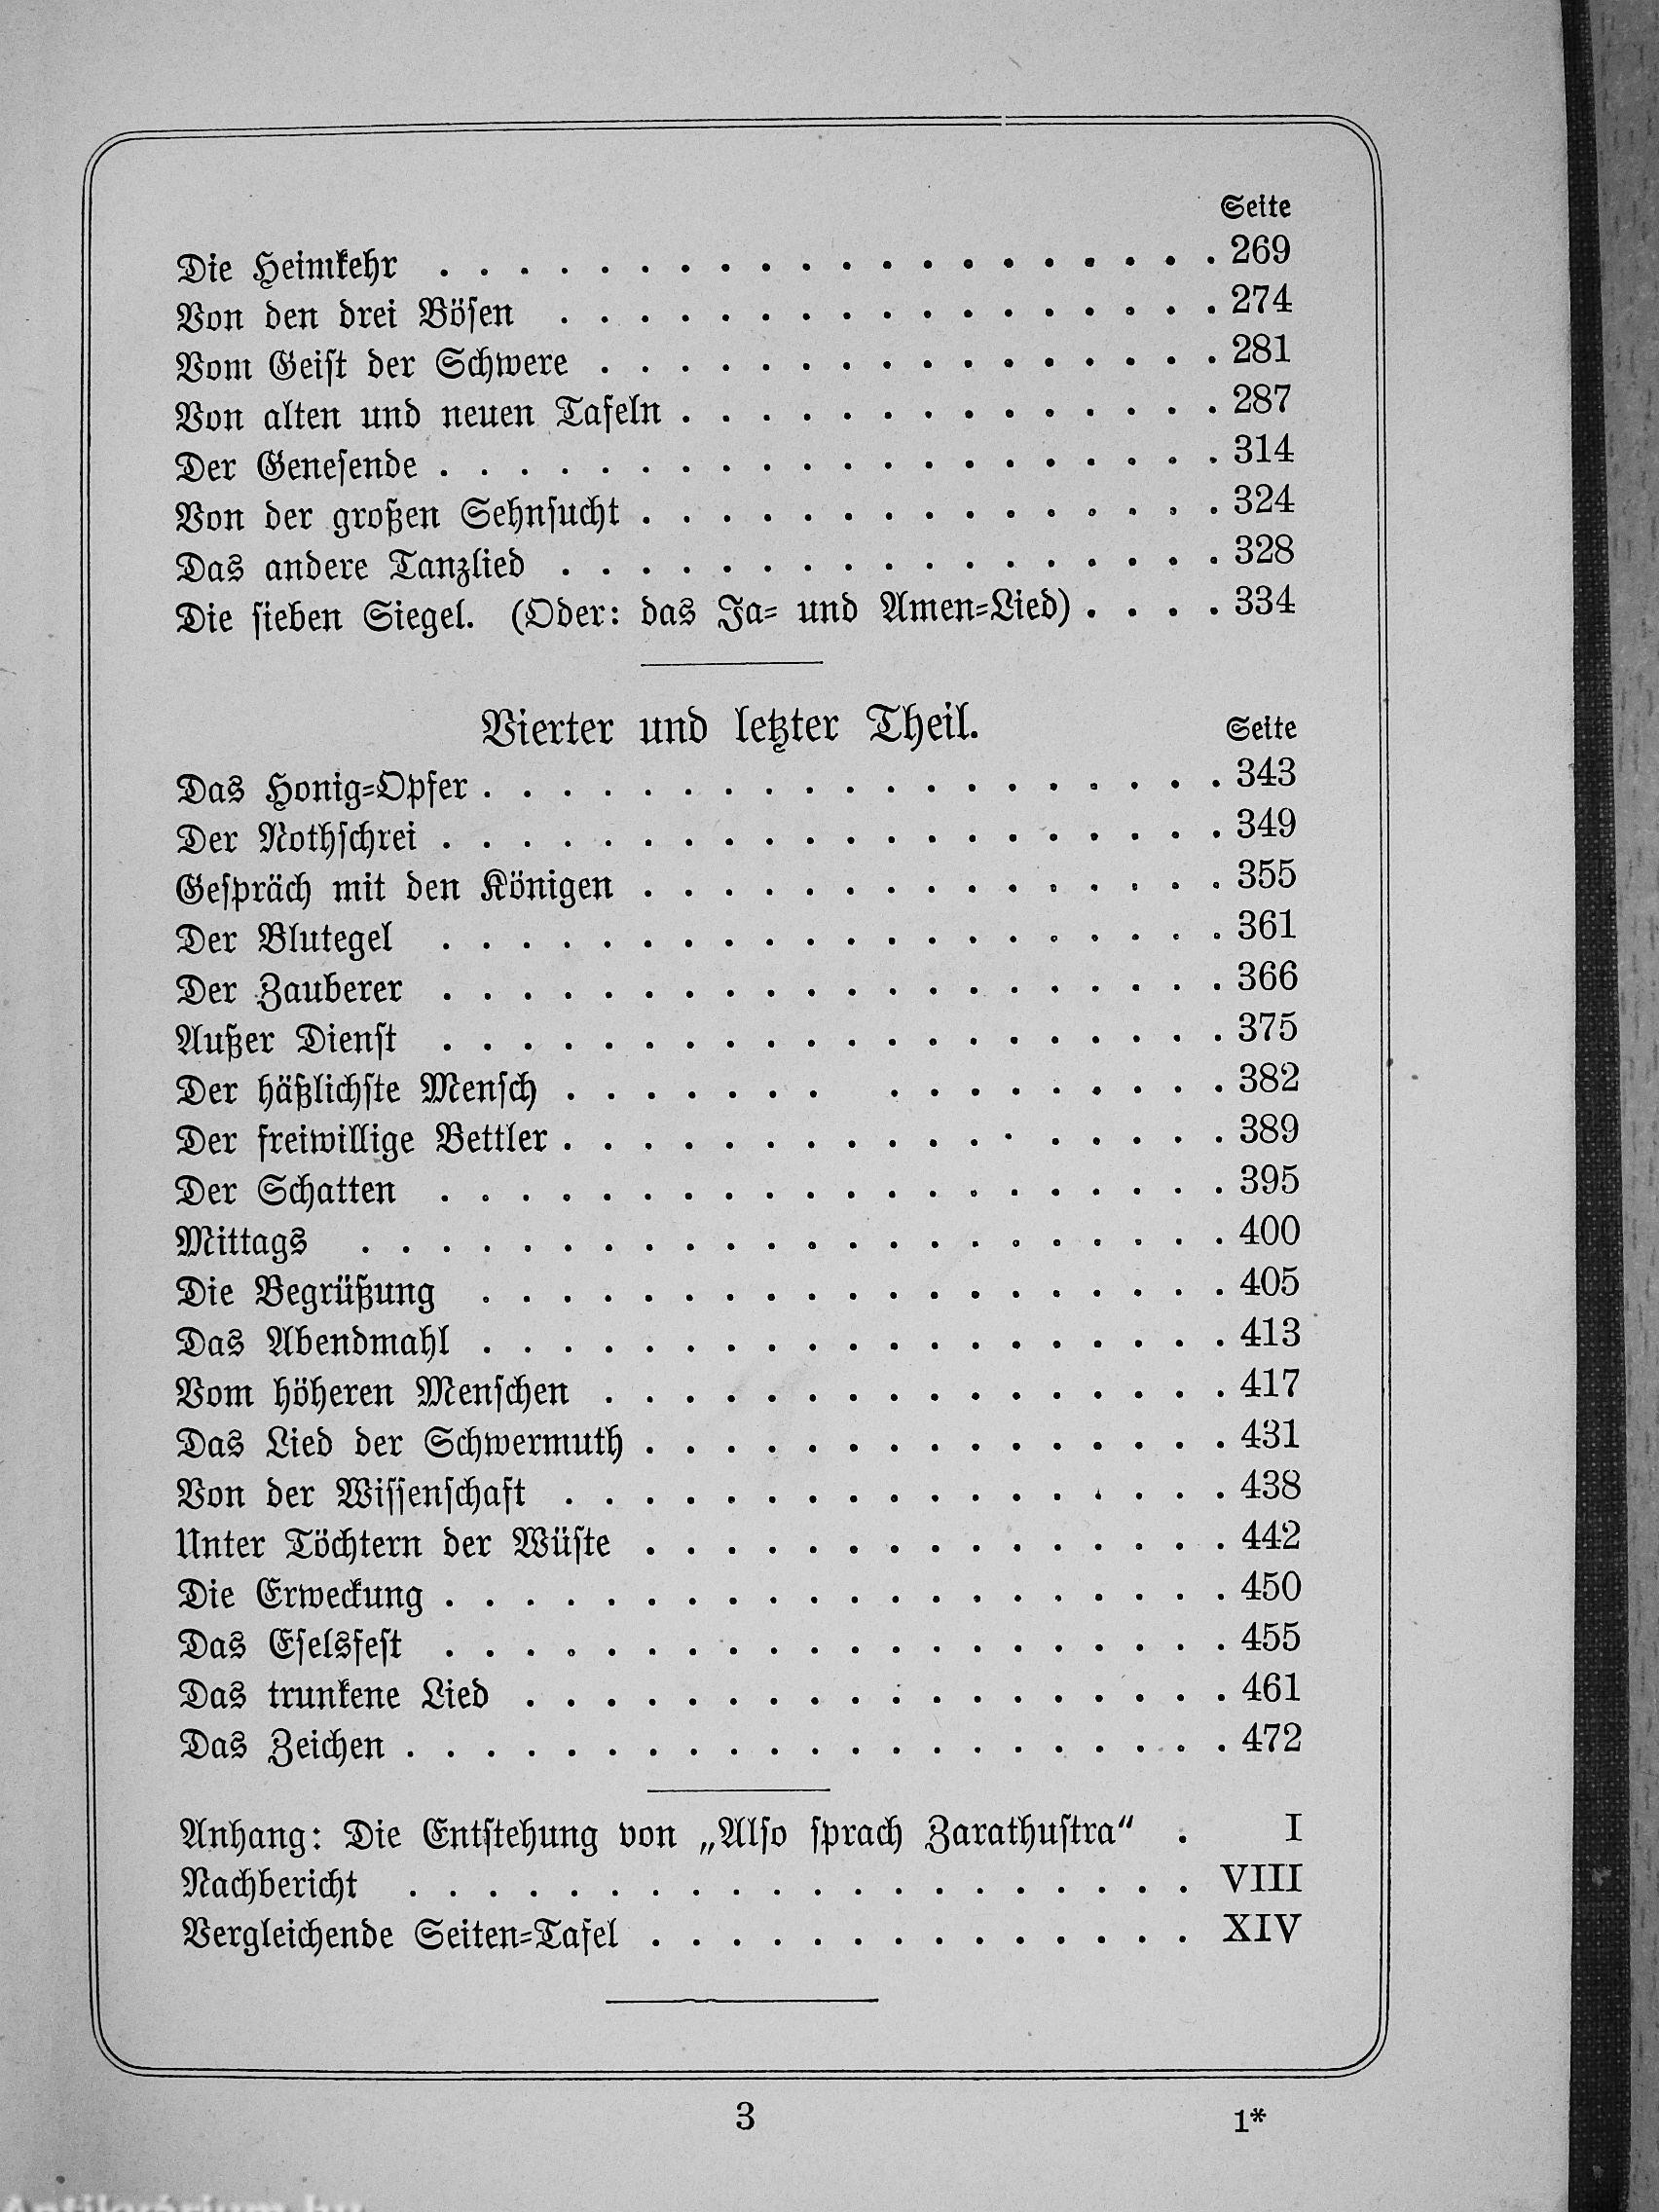 Seite
Die Heimkehr . . . . . . . . . . . . . . . . . . . . 269
Von den drei Bösen . . . . . . . . . . . . . . . . . 274
Vom Geiſt der Schwere . . . . . . . . . . . . . . . . 281
Von alten und neuen Tafeln . . . . . . . . . . . . . . 287
Der Geneſende . . . . . . . . . . . . . . . . . . . . 314
Von der großen Sehnſucht . . . . . . . . . . . . . . . 324
Das andere Tanzlied . . . . . . . . . . . . . . . . . 328
Die ſieben Siegel. (Oder: das Ja- und Amen-Lied) . . . . 334
Vierter und letzter Theil.
Seite
Das Honig-Opfer . . . . . . . . . . . . . . . . . . . 343
Der Nothſchrei . . . . . . . . . . . . . . . . . . . . 349
Geſpräch mit den Königen . . . . . . . . . . . . . . . 355
Der Blutegel . . . . . . . . . . . . . . . . . . . . 361
Der Zauberer . . . . . . . . . . . . . . . . . . . . 366
Außer Dienſt . . . . . . . . . . . . . . . . . . . . 375
Der häßlichſte Menſch . . . . . . . . . . . . . . . . 382
Der freiwillige Bettler . . . . . . . . . . . . . . . . . 389
Der Schatten . . . . . . . . . . . . . . . . . . . . 395
Mittags . . . . . . . . . . . . . . . . . . . . . . 400
Die Begrüßung . . . . . . . . . . . . . . . . . . . 405
Das Abendmahl . . . . . . . . . . . . . . . . . . . 413
Vom höheren Menſchen . . . . . . . . . . . . . . . . 417
Das Lied der Schwermuth . . . . . . . . . . . . . . . 431
Von der Wiſſenſchaft . . . . . . . . . . . . . . . . . 438
Unter Töchtern der Wüſte . . . . . . . . . . . . . . . 442
Die Erweckung . . . . . . . . . . . . . . . . . . . . 450
Das Eſelsfeſt . . . . . . . . . . . . . . . . . . . . 455
Das trunkene Lied . . . . . . . . . . . . . . . . . . 461
Das Zeichen . . . . . . . . . . . . . . . . . . . . . 472
Anhang: Die Entſtehung von „Alſo ſprach Zarathuſtra“ . I
Nachbericht . . . . . . . . . . . . . . . . . . . . VIII
Vergleichende Seiten-Tafel . . . . . . . . . . . . . . XIV
3 1*